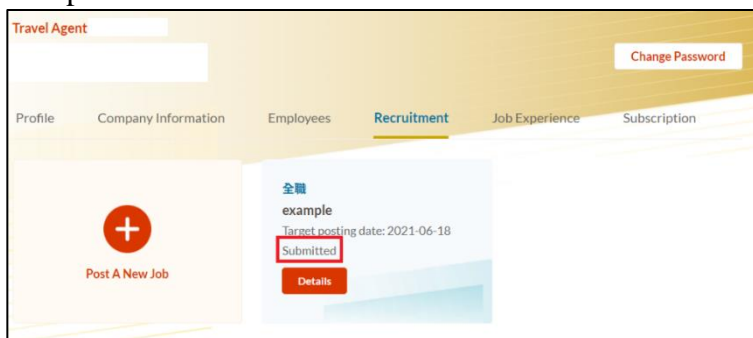 Travel Agent
Change Password
Profile Company Information Employees Recruitment Job Experience Subscription
Post A New Job
全職
example
Target posting date: 2021-06-18
Submitted
Details